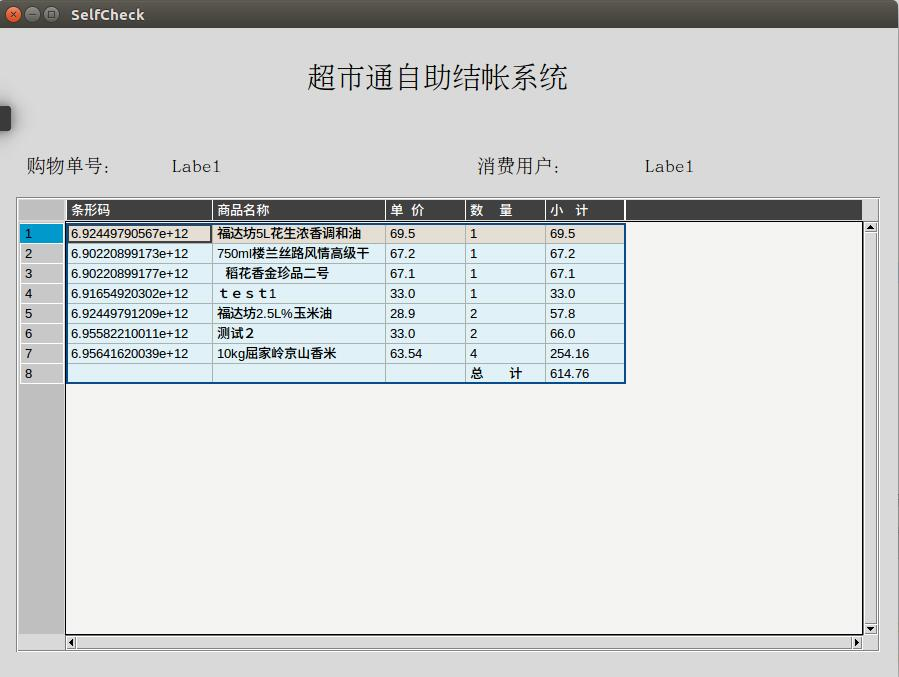 SelfCheck
超市通自助结帐系统
购物单号: Labe1 消费用户: Labe1
条形码 商品名称 单 价 数 量 小 计
1 6.92449790567e+12 福达坊5L花生浓香调和油 69.5 1 69.5
2 6.90220899173e+12 750ml楼兰丝路风情高级干 67.2 1 67.2
3 6.90220899177e+12 稻花香金珍品二号 67.1 1 67.1
4 6.91654920302e+12 ｔｅｓｔ1 33.0 1 33.0
5 6.92449791209e+12 福达坊2.5L%玉米油 28.9 2 57.8
6 6.95582210011e+12 测试２ 33.0 2 66.0
7 6.95641620039e+12 10kg屈家岭京山香米 63.54 4 254.16
8 总 计 614.76